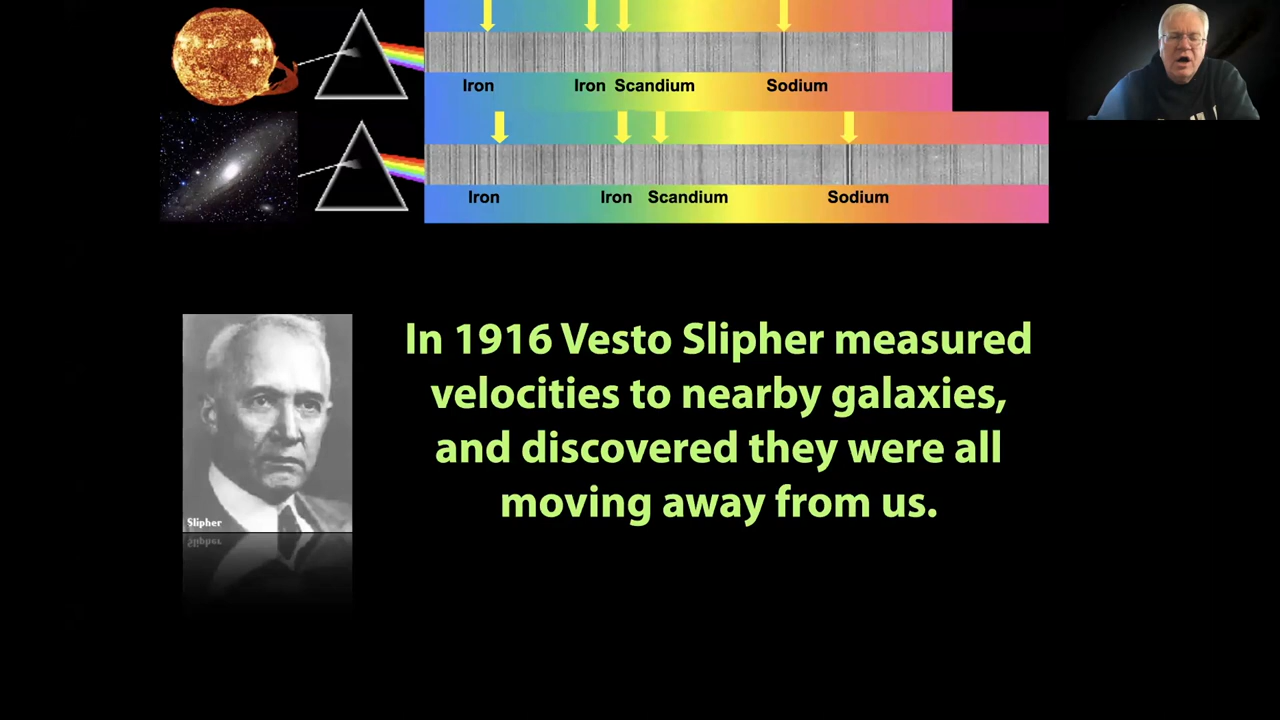 Iron Iron Scandium Sodium
Iron Iron Scandium Sodium
In 1916 Vesto Slipher measured
velocities to nearby galaxies,
and discovered they were all
moving away from us.
Slipher